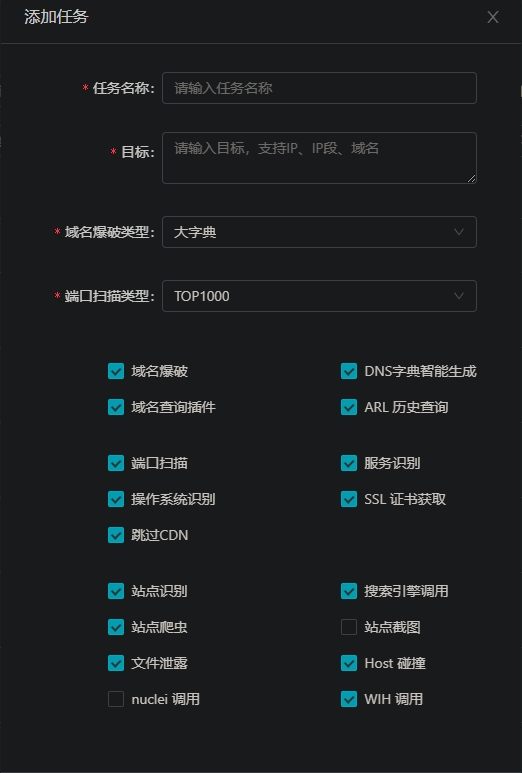 添加任务
* 任务名称: 请输入任务名称
* 目标: 请输入目标，支持IP、IP段、域名
* 域名爆破类型: 大字典
* 端口扫描类型: TOP1000
域名爆破 DNS字典智能生成
域名查询插件 ARL 历史查询
端口扫描 服务识别
操作系统识别 SSL 证书获取
跳过CDN
站点识别 搜索引擎调用
站点爬虫 站点截图
文件泄露 Host 碰撞
nuclei 调用 WIH 调用